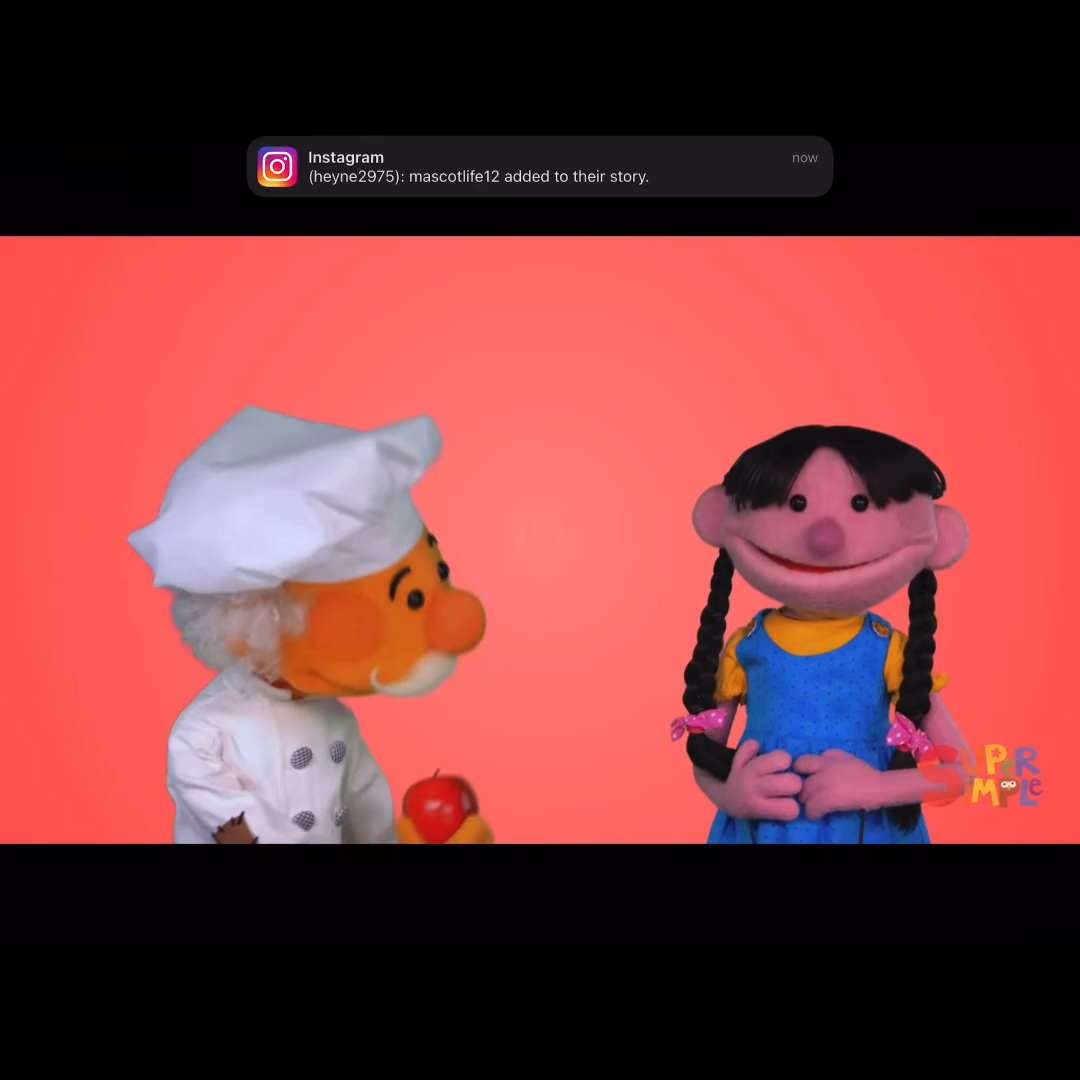 Instagram
now
(heyne2975): mascotlife12 added to their story.
SUPER
SIMPLE